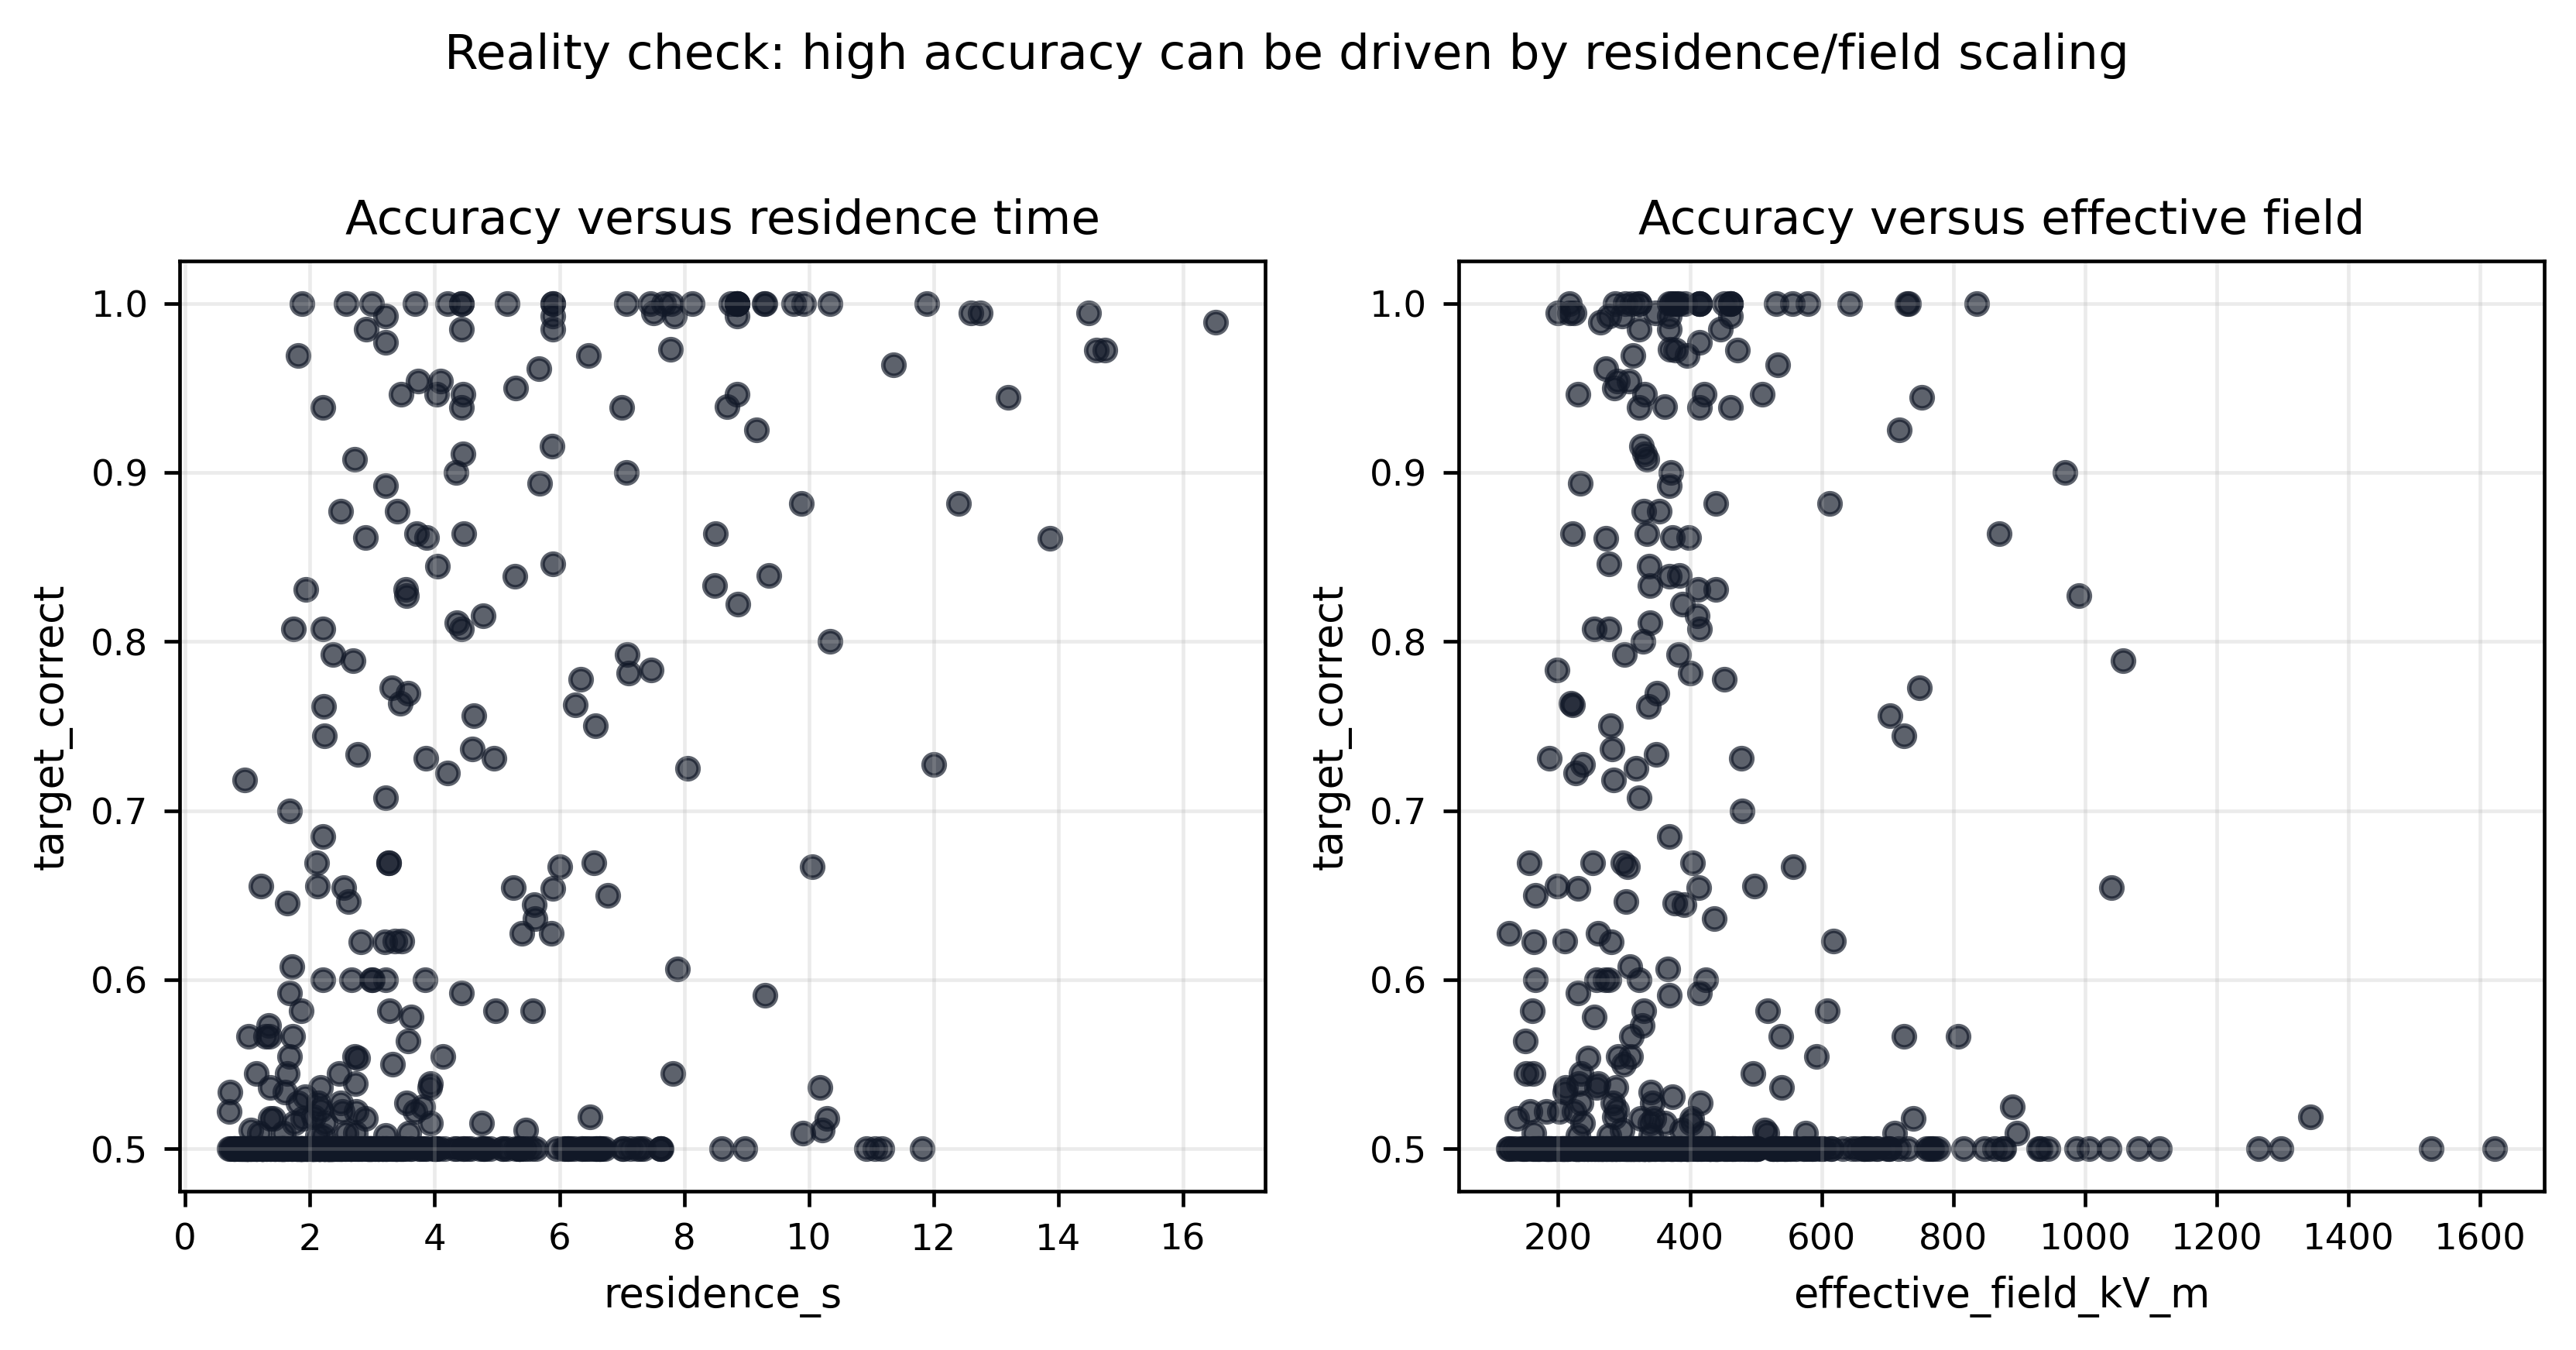 Reality check: high accuracy can be driven by residence/field scaling
Accuracy versus residence time
target_correct
1.0
0.9
0.8
0.7
0.6
0.5
0 2 4 6 8 10 12 14 16
residence_s
Accuracy versus effective field
target_correct
1.0
0.9
0.8
0.7
0.6
0.5
200 400 600 800 1000 1200 1400 1600
effective_field_kV_m